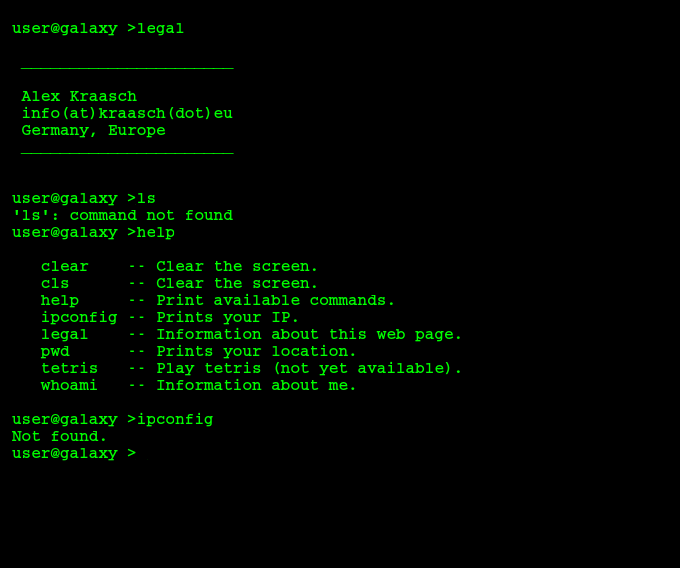 user@galaxy >legal
______________________
Alex Kraasch
info(at)kraasch(dot)eu
Germany, Europe
______________________
user@galaxy >ls
'ls': command not found
user@galaxy >help
clear    -- Clear the screen.
cls      -- Clear the screen.
help     -- Print available commands.
ipconfig -- Prints your IP.
legal    -- Information about this web page.
pwd      -- Prints your location.
tetris   -- Play tetris (not yet available).
whoami   -- Information about me.
user@galaxy >ipconfig
Not found.
user@galaxy >